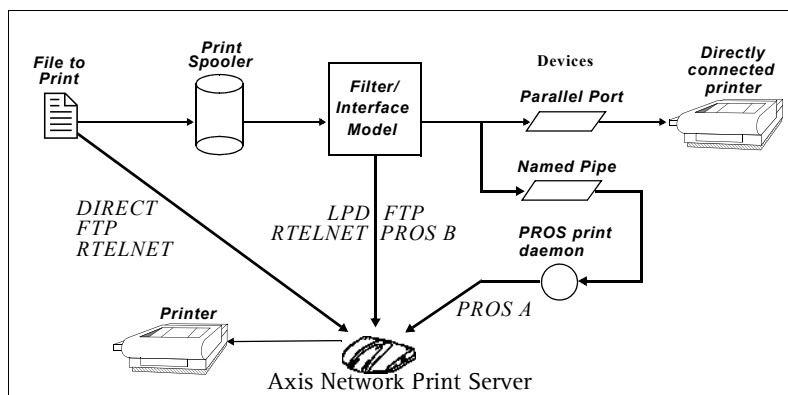 File to
Print
Print
Spooler
Filter/
Interface
Model
Devices
Parallel Port
Directly
connected
printer
Named Pipe
DIRECT
FTP
RTELNET
LPD FTP
RTELNET PROS B
PROS print
daemon
PROS A
Printer
Axis Network Print Server